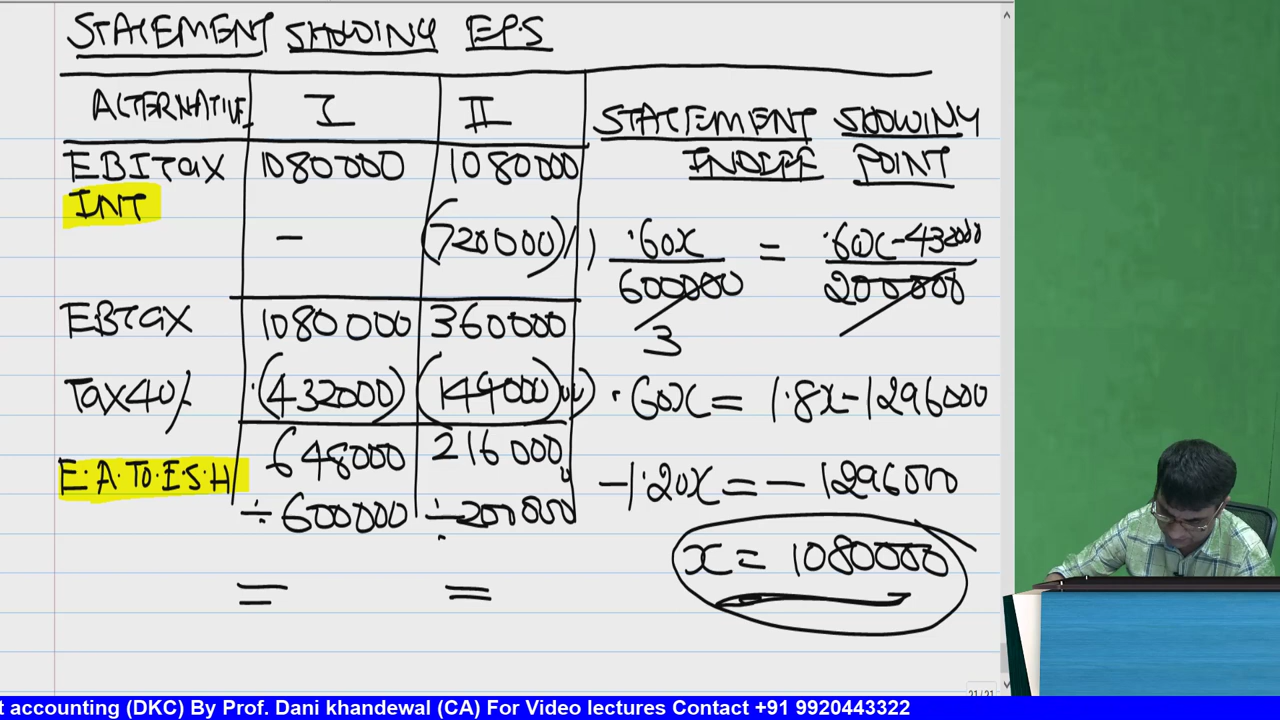 STATEMENT SHOWING EPS
ALTERNATIVE I II
EBITax 1080000 1080000
INT - (720000)
EBTax 1080000 360000
Tax 40% (432000) (144000)
E.A.TO.E.S.H 648000 216000
÷600000 ÷200000
= =
STATEMENT SHOWING
INDIFF POINT
.60x = .60x-432000
600000 200000
3
.60x = 1.8x-1296000
-1.20x = -1296000
x = 1080000
21/21
t accounting (DKC) By Prof. Dani khandewal (CA) For Video lectures Contact +91 9920443322